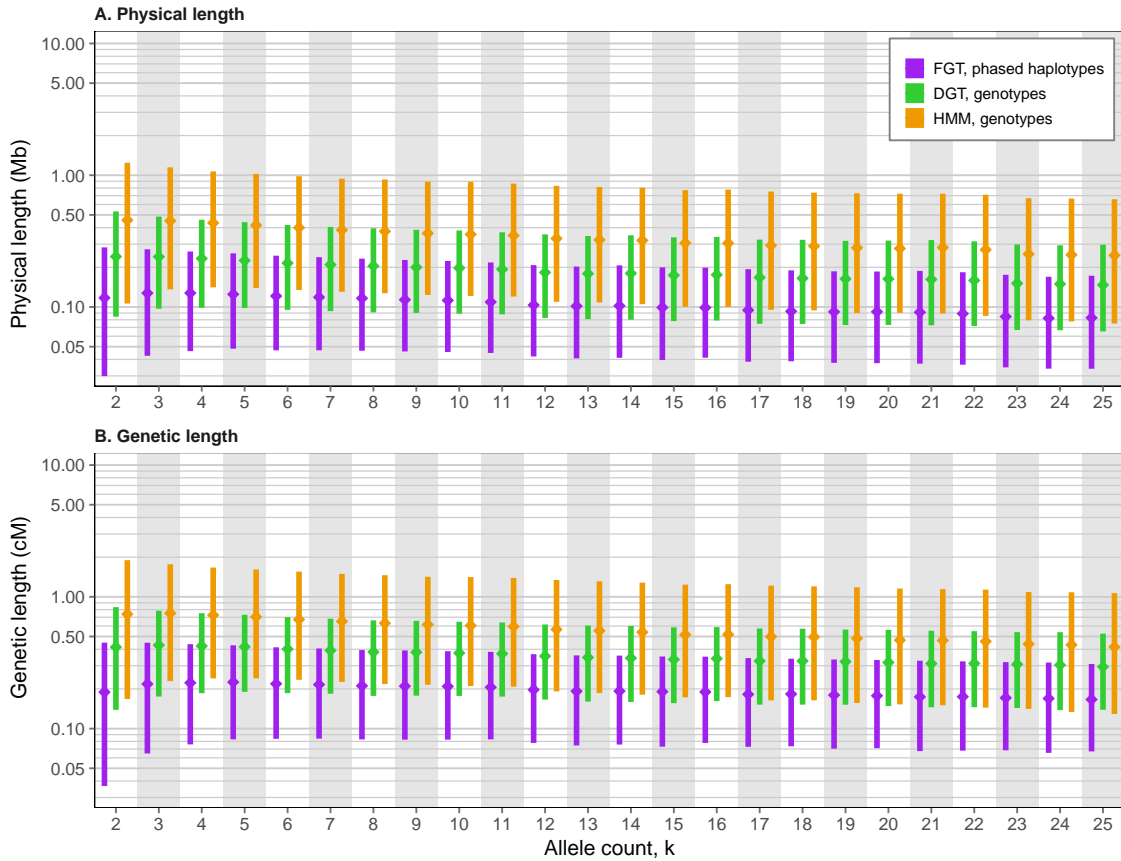 A. Physical length
10.00
5.00
1.00
0.50
0.10
0.05
Physical length (Mb)
FGT, phased haplotypes
DGT, genotypes
HMM, genotypes
2 3 4 5 6 7 8 9 10 11 12 13 14 15 16 17 18 19 20 21 22 23 24 25
B. Genetic length
10.00
5.00
1.00
0.50
0.10
0.05
Genetic length (cM)
2 3 4 5 6 7 8 9 10 11 12 13 14 15 16 17 18 19 20 21 22 23 24 25
Allele count, k